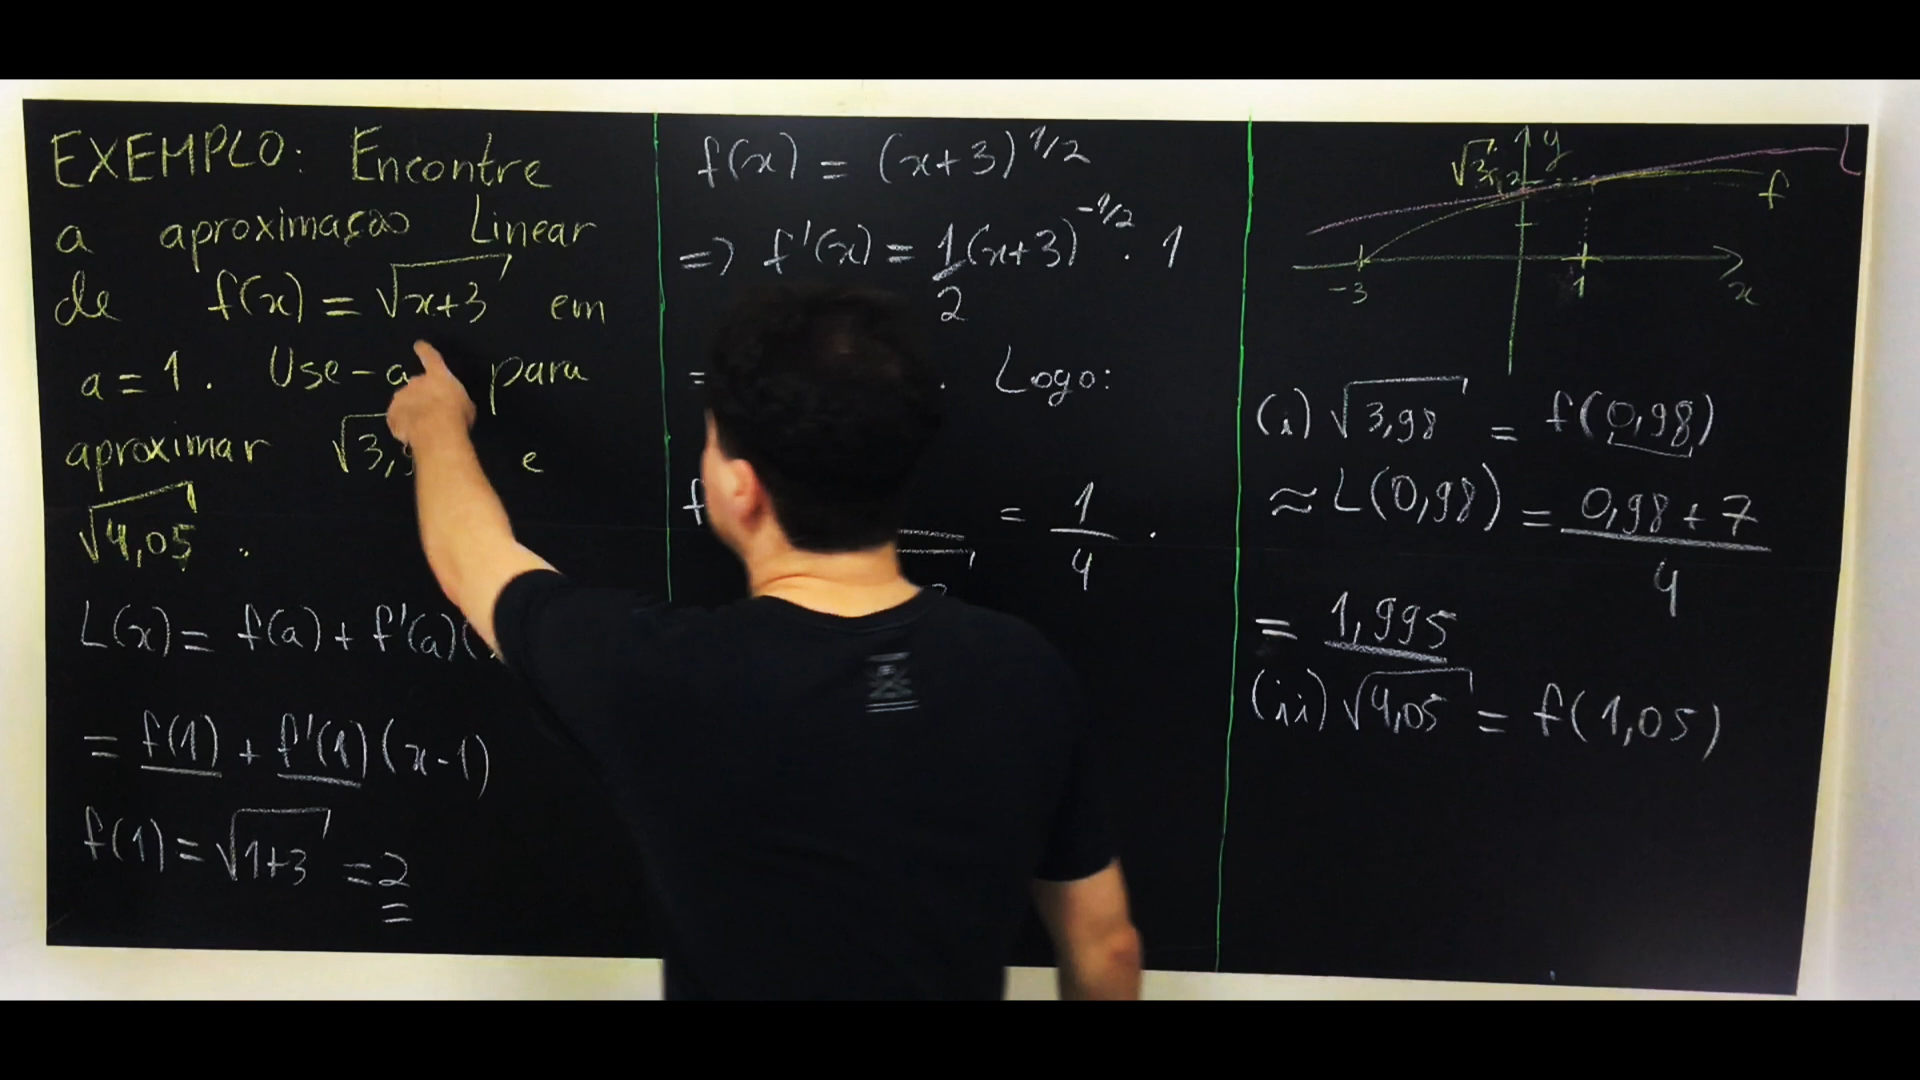 EXEMPLO: Encontre
a aproximação Linear
de f(x) = √x+3 em
a = 1. Use-a para
aproximar √3,9 e
√4,05 .
L(x) = f(a) + f'(a)(
= f(1) + f'(1)(x-1)
f(1) = √1+3 = 2
f(x) = (x+3)^1/2
=> f'(x) = 1/2 (x+3)^-1/2 . 1
= . Logo:
f = 1/4 .
y
√3 2
L
f
-3 1 x
(i) √3,98 = f(0,98)
≈ L(0,98) = 0,98 + 7 / 4
= 1,995
(ii) √4,05 = f(1,05)